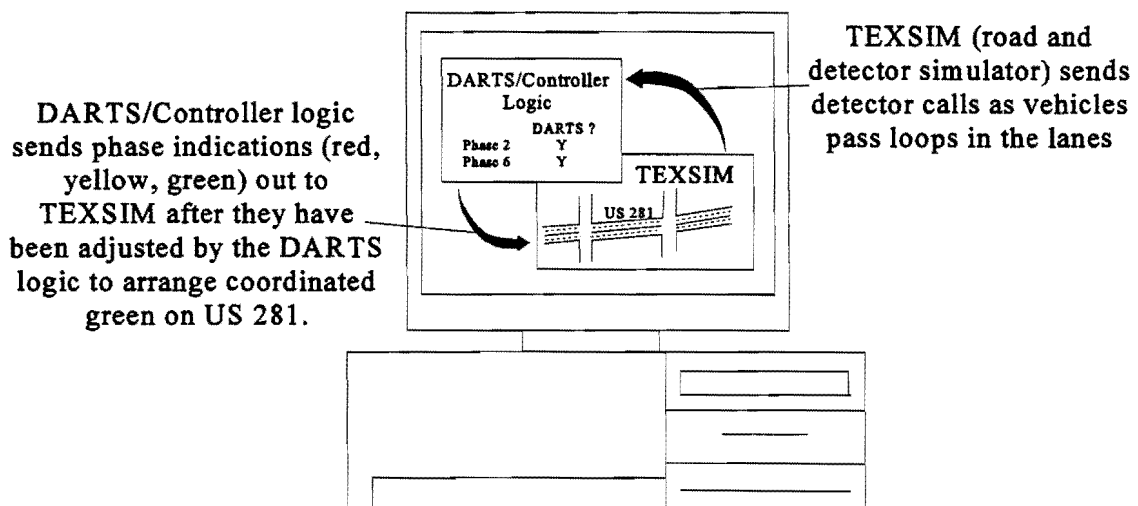 DARTS/Controller logic
sends phase indications (red,
yellow, green) out to
TEXSIM after they have
been adjusted by the DARTS
logic to arrange coordinated
green on US 281.
DARTS/Controller
Logic
DARTS ?
Phase 2 Y
Phase 6 Y
TEXSIM
US 281
TEXSIM (road and
detector simulator) sends
detector calls as vehicles
pass loops in the lanes